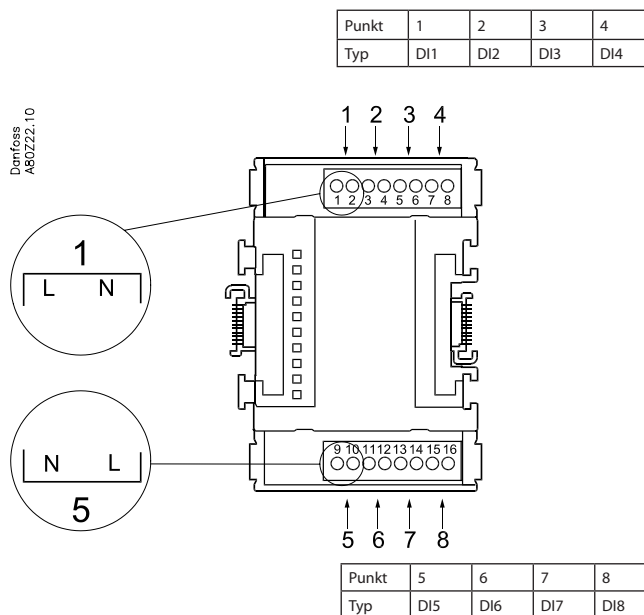 Punkt 1 2 3 4
Typ DI1 DI2 DI3 DI4
Danfoss
A80Z22.10
1 2 3 4
1 2 3 4 5 6 7 8
1
L N
N L
5
9 10 11 12 13 14 15 16
5 6 7 8
Punkt 5 6 7 8
Typ DI5 DI6 DI7 DI8